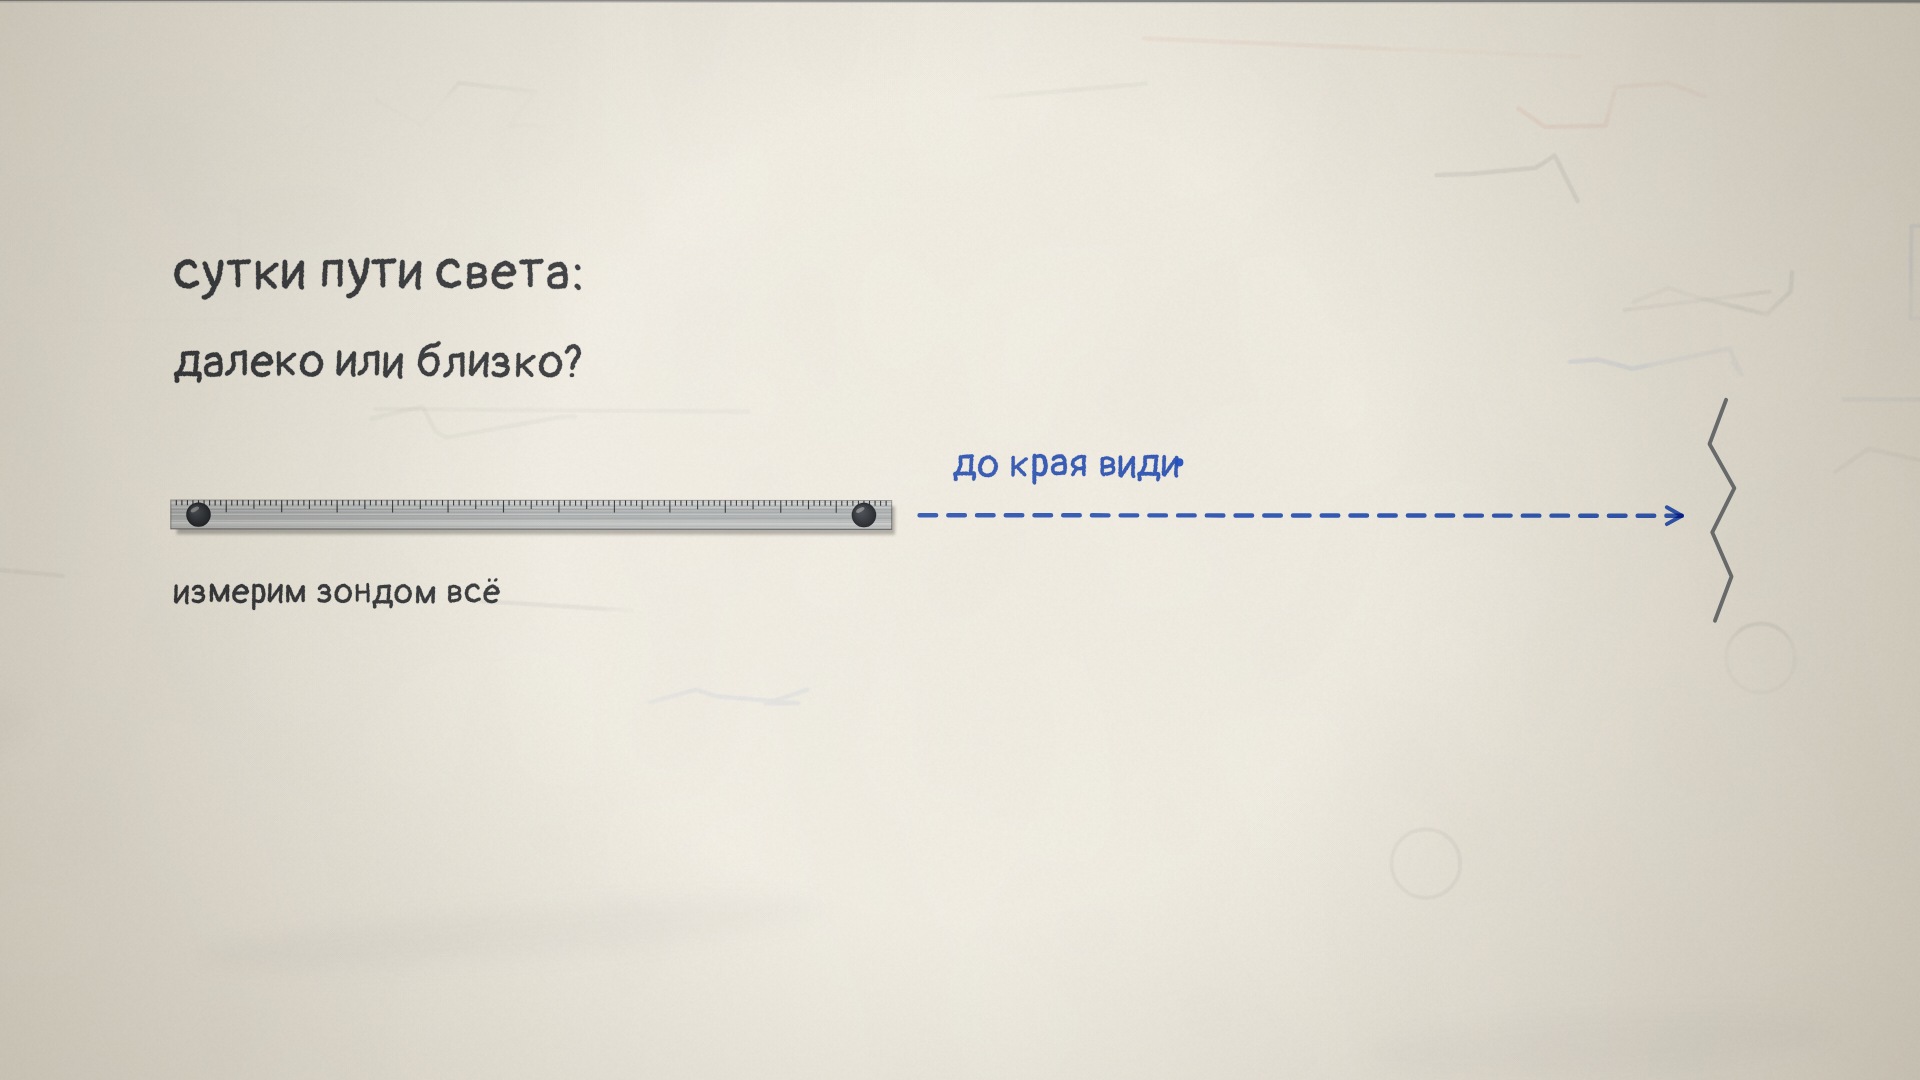 сутки пути света:
далеко или близко?
до края види
измерим зондом всё